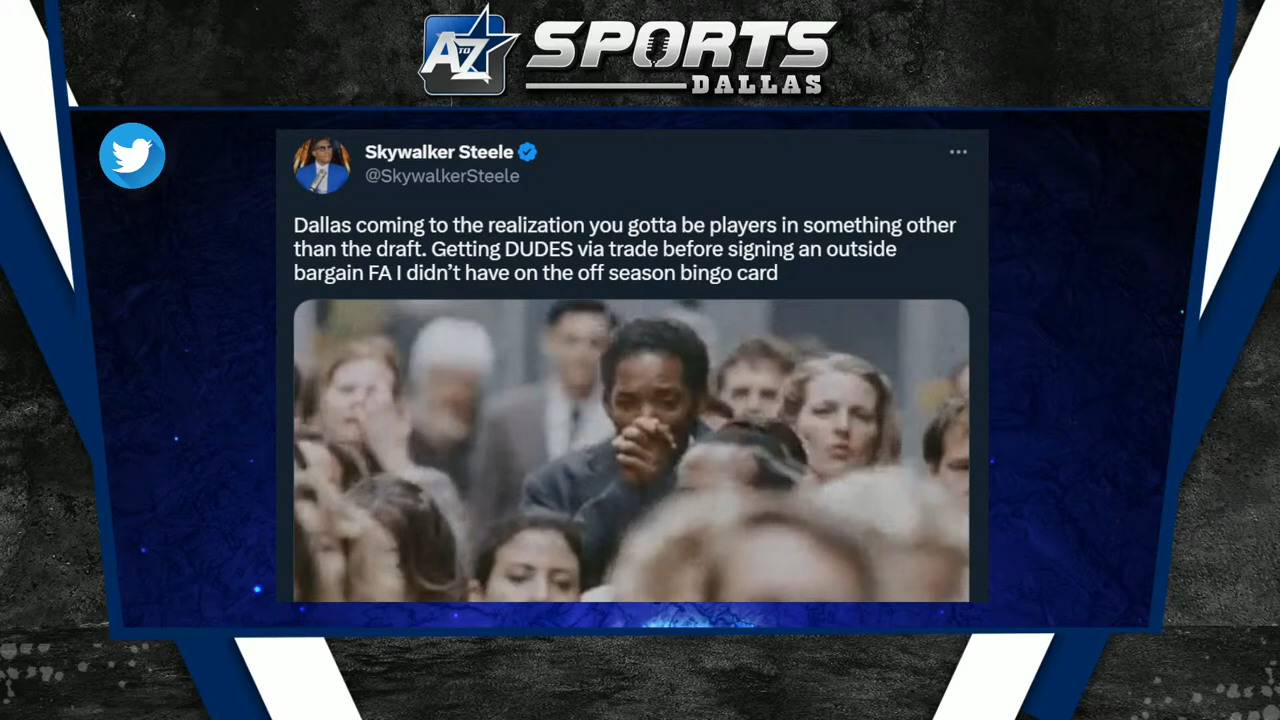 A TO Z SPORTS
DALLAS
Skywalker Steele
@SkywalkerSteele
Dallas coming to the realization you gotta be players in something other
than the draft. Getting DUDES via trade before signing an outside
bargain FA I didn’t have on the off season bingo card